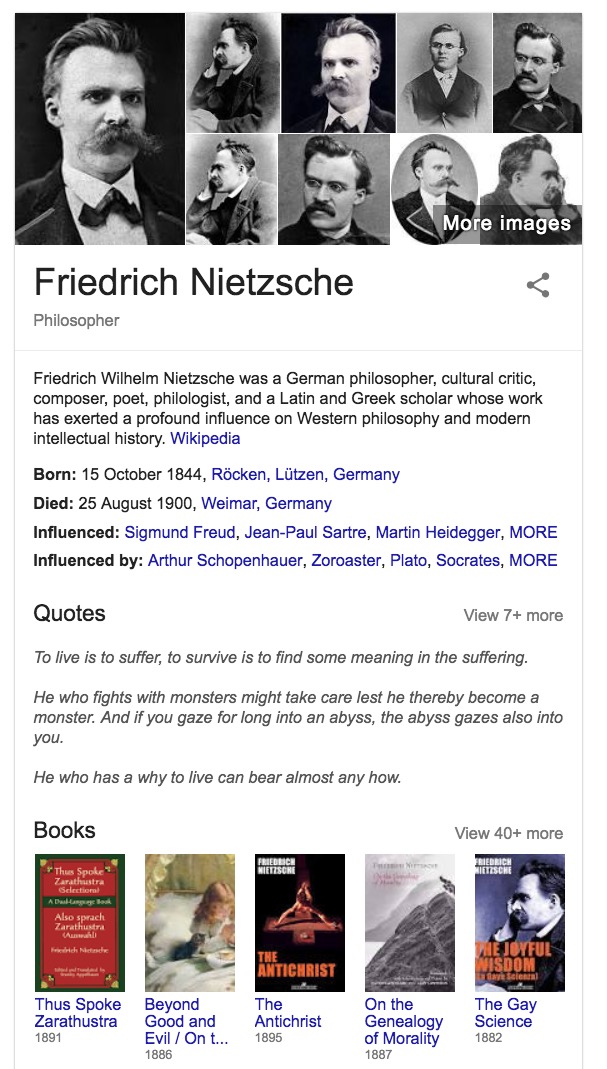 More images
Friedrich Nietzsche
Philosopher
Friedrich Wilhelm Nietzsche was a German philosopher, cultural critic,
composer, poet, philologist, and a Latin and Greek scholar whose work
has exerted a profound influence on Western philosophy and modern
intellectual history. Wikipedia
Born: 15 October 1844, Röcken, Lützen, Germany
Died: 25 August 1900, Weimar, Germany
Influenced: Sigmund Freud, Jean-Paul Sartre, Martin Heidegger, MORE
Influenced by: Arthur Schopenhauer, Zoroaster, Plato, Socrates, MORE
Quotes View 7+ more
To live is to suffer, to survive is to find some meaning in the suffering.
He who fights with monsters might take care lest he thereby become a
monster. And if you gaze for long into an abyss, the abyss gazes also into
you.
He who has a why to live can bear almost any how.
Books View 40+ more
Thus Spoke
Zarathustra
(Selections)
A Dual-Language Book
Also sprach
Zarathustra
(Auswahl)
Friedrich Nietzsche
Edited and Translated by
Stanley Appelbaum
FRIEDRICH
NIETZSCHE
THE
ANTICHRIST
FRIEDRICH NIETZSCHE
On the Genealogy
of Morality
FRIEDRICH
NIETZSCHE
THE JOYFUL
WISDOM
(La Gaya Scienza)
Thus Spoke
Zarathustra
1891
Beyond
Good and
Evil / On t...
1886
The
Antichrist
1895
On the
Genealogy
of Morality
1887
The Gay
Science
1882